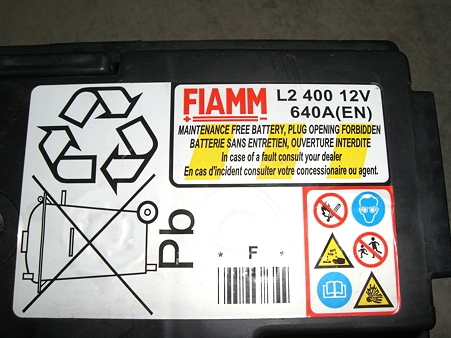 FIAMM
L2 400 12V
640A(EN)
MAINTENANCE FREE BATTERY, PLUG OPENING FORBIDDEN
BATTERIE SANS ENTRETIEN, OUVERTURE INTERDITE
In case of a fault consult your dealer
En cas d'incident consulter votre concessionaire ou agent.
Pb
* F *